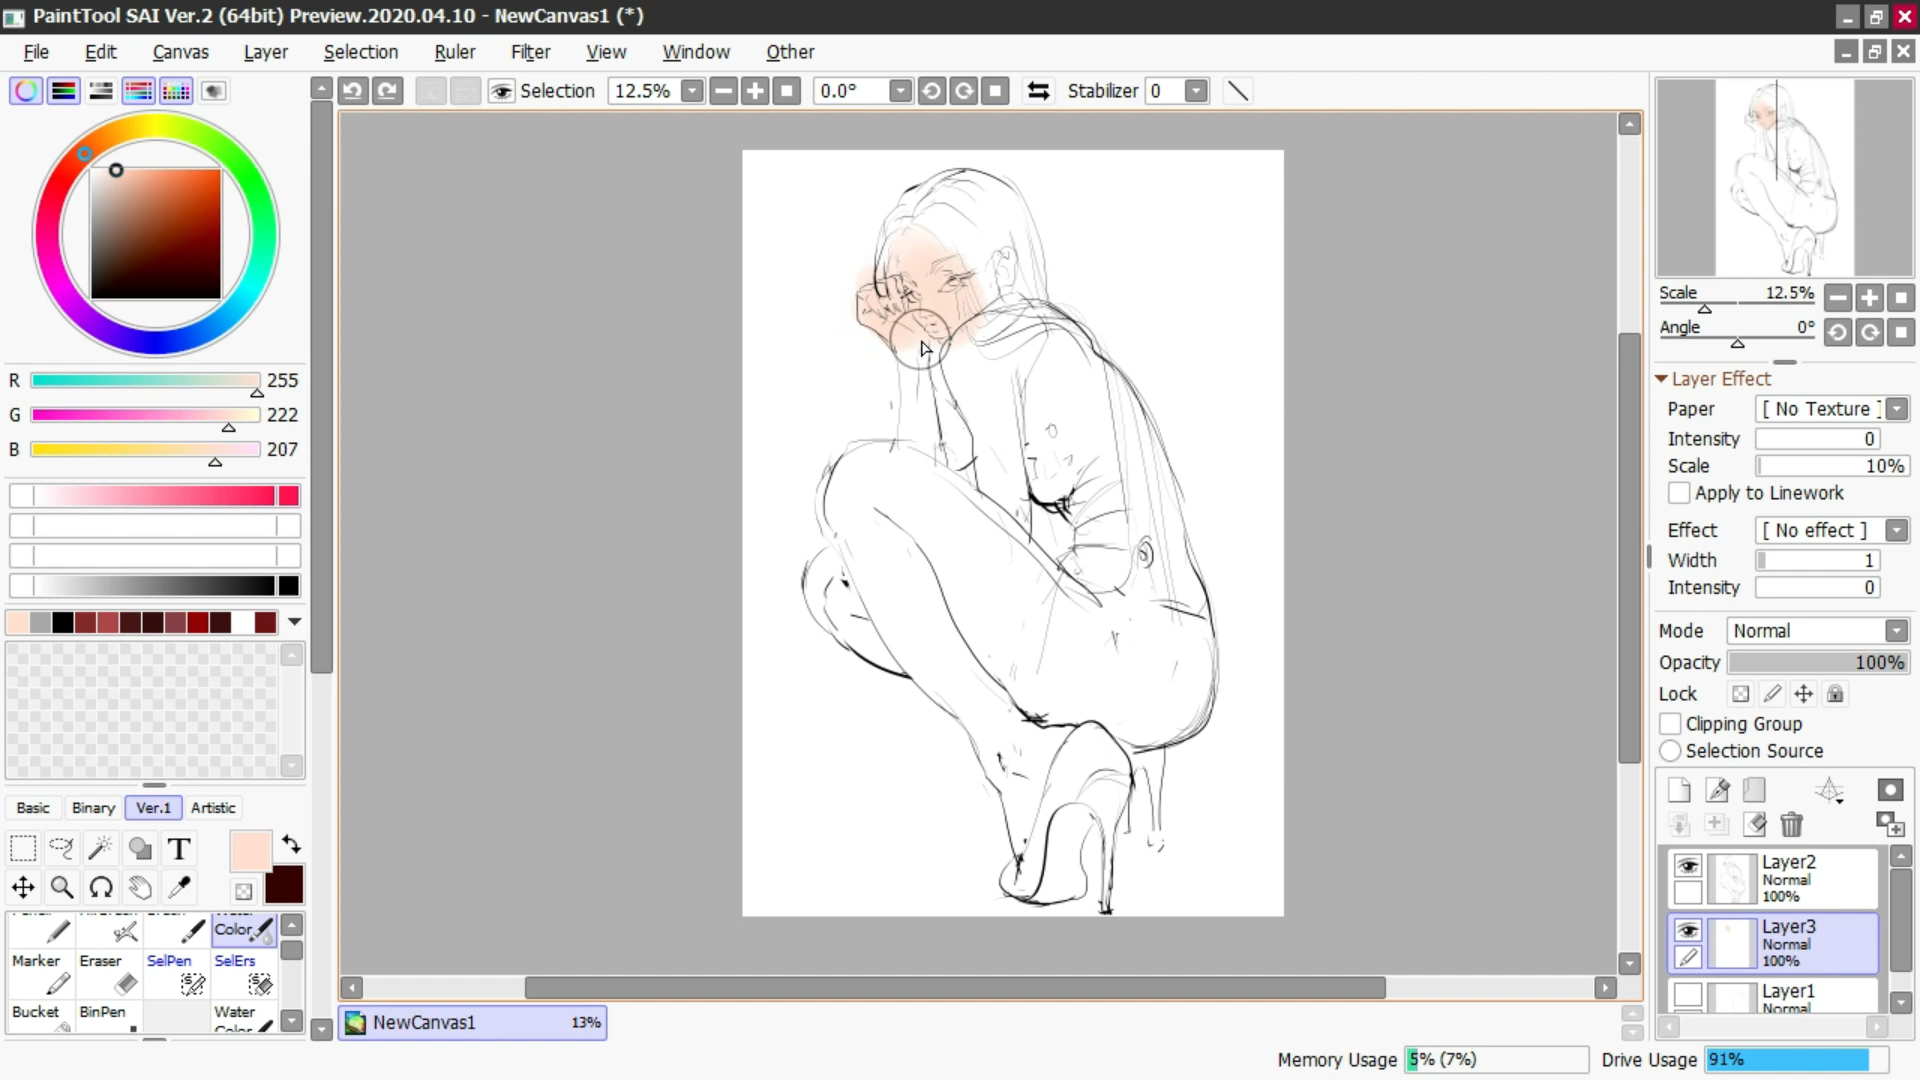 PaintTool SAI Ver.2 (64bit) Preview.2020.04.10 - NewCanvas1 (*)
File Edit Canvas Layer Selection Ruler Filter View Window Other
Selection 12.5% 0.0° Stabilizer 0
R 255
G 222
B 207
Basic Binary Ver.1 Artistic
T
Color
Marker Eraser SelPen SelErs
Bucket BinPen Water
Color
NewCanvas1 13%
Scale 12.5%
Angle 0°
Layer Effect
Paper [ No Texture ]
Intensity 0
Scale 10%
Apply to Linework
Effect [ No effect ]
Width 1
Intensity 0
Mode Normal
Opacity 100%
Lock
Clipping Group
Selection Source
Layer2
Normal
100%
Layer3
Normal
100%
Layer1
Normal
Memory Usage 5% (7%) Drive Usage 91%